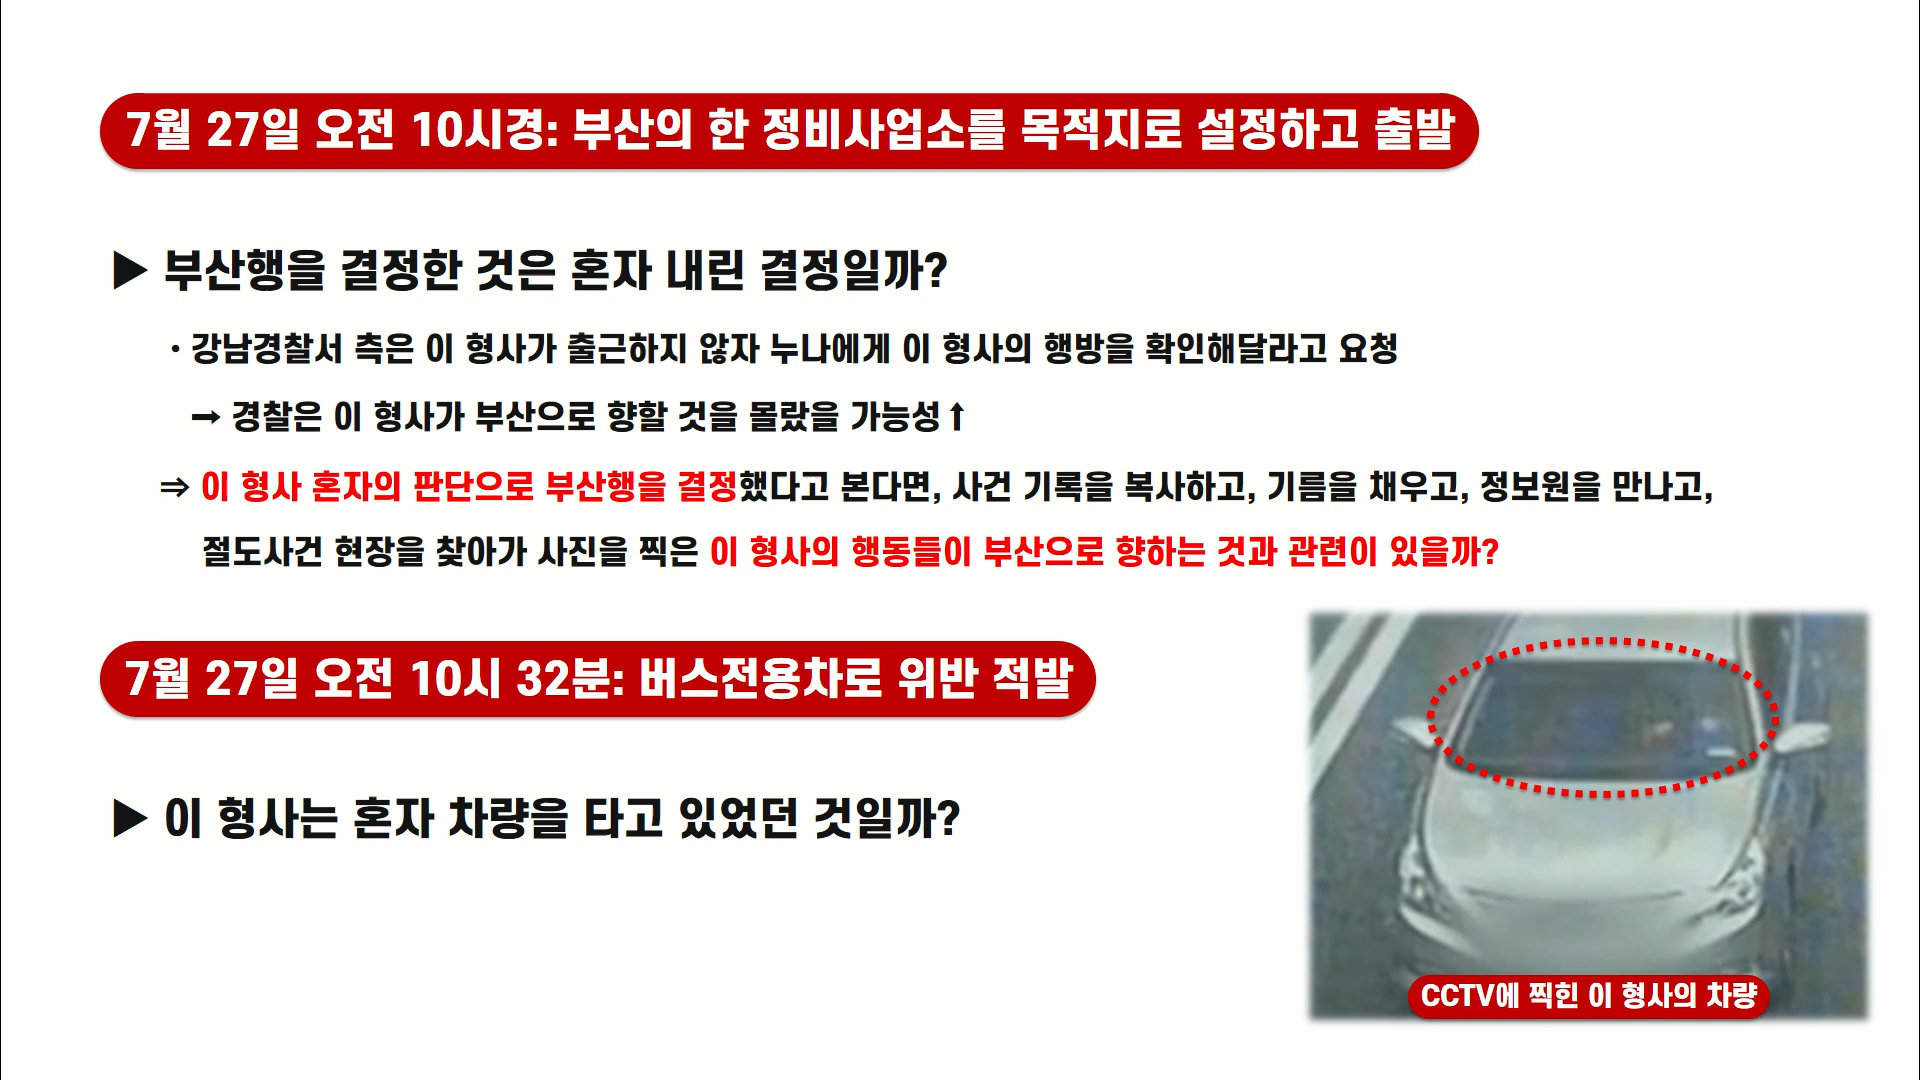 7월 27일 오전 10시경: 부산의 한 정비사업소를 목적지로 설정하고 출발
▶ 부산행을 결정한 것은 혼자 내린 결정일까?
· 강남경찰서 측은 이 형사가 출근하지 않자 누나에게 이 형사의 행방을 확인해달라고 요청
→ 경찰은 이 형사가 부산으로 향할 것을 몰랐을 가능성↑
⇒ 이 형사 혼자의 판단으로 부산행을 결정했다고 본다면, 사건 기록을 복사하고, 기름을 채우고, 정보원을 만나고,
절도사건 현장을 찾아가 사진을 찍은 이 형사의 행동들이 부산으로 향하는 것과 관련이 있을까?
7월 27일 오전 10시 32분: 버스전용차로 위반 적발
▶ 이 형사는 혼자 차량을 타고 있었던 것일까?
CCTV에 찍힌 이 형사의 차량